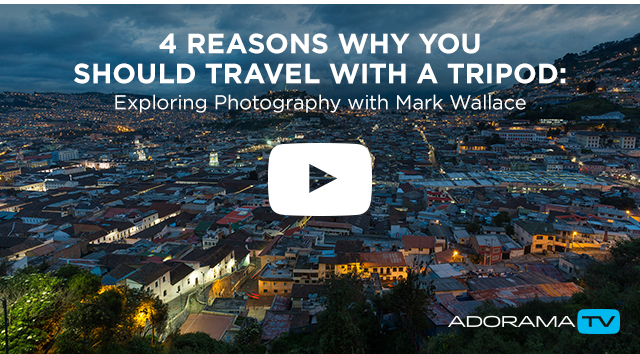 4 REASONS WHY YOU
SHOULD TRAVEL WITH A TRIPOD:
Exploring Photography with Mark Wallace
ADORAMA TV